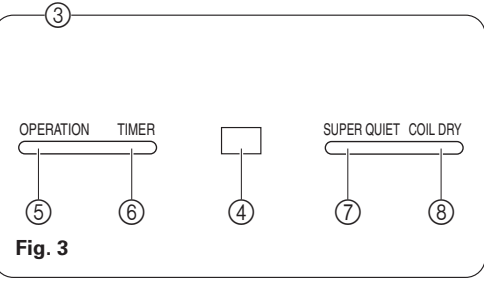 ③
OPERATION TIMER SUPER QUIET COIL DRY
⑤ ⑥ ④ ⑦ ⑧
Fig. 3